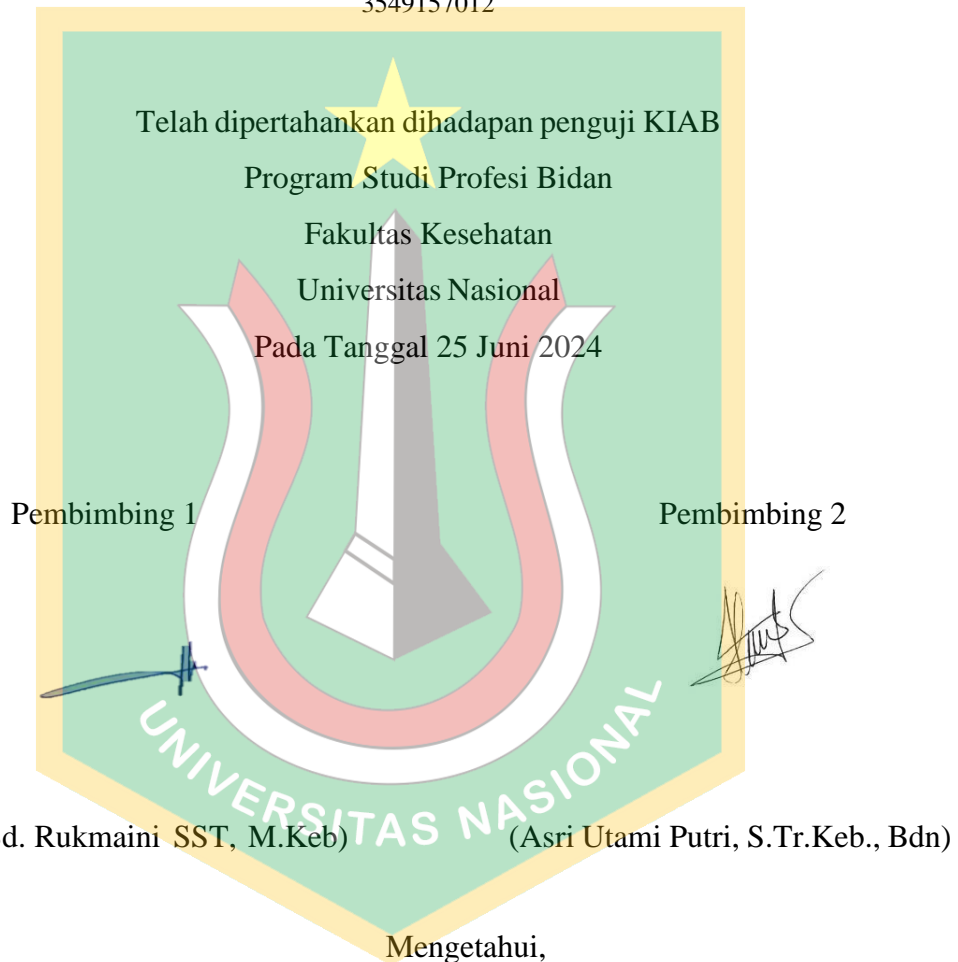 3549157012
Telah dipertahankan dihadapan penguji KIAB
Program Studi Profesi Bidan
Fakultas Kesehatan
Universitas Nasional
Pada Tanggal 25 Juni 2024
Pembimbing 1 Pembimbing 2
UNIVERSITAS NASIONAL
d. Rukmaini SST, M.Keb) (Asri Utami Putri, S.Tr.Keb., Bdn)
Mengetahui,